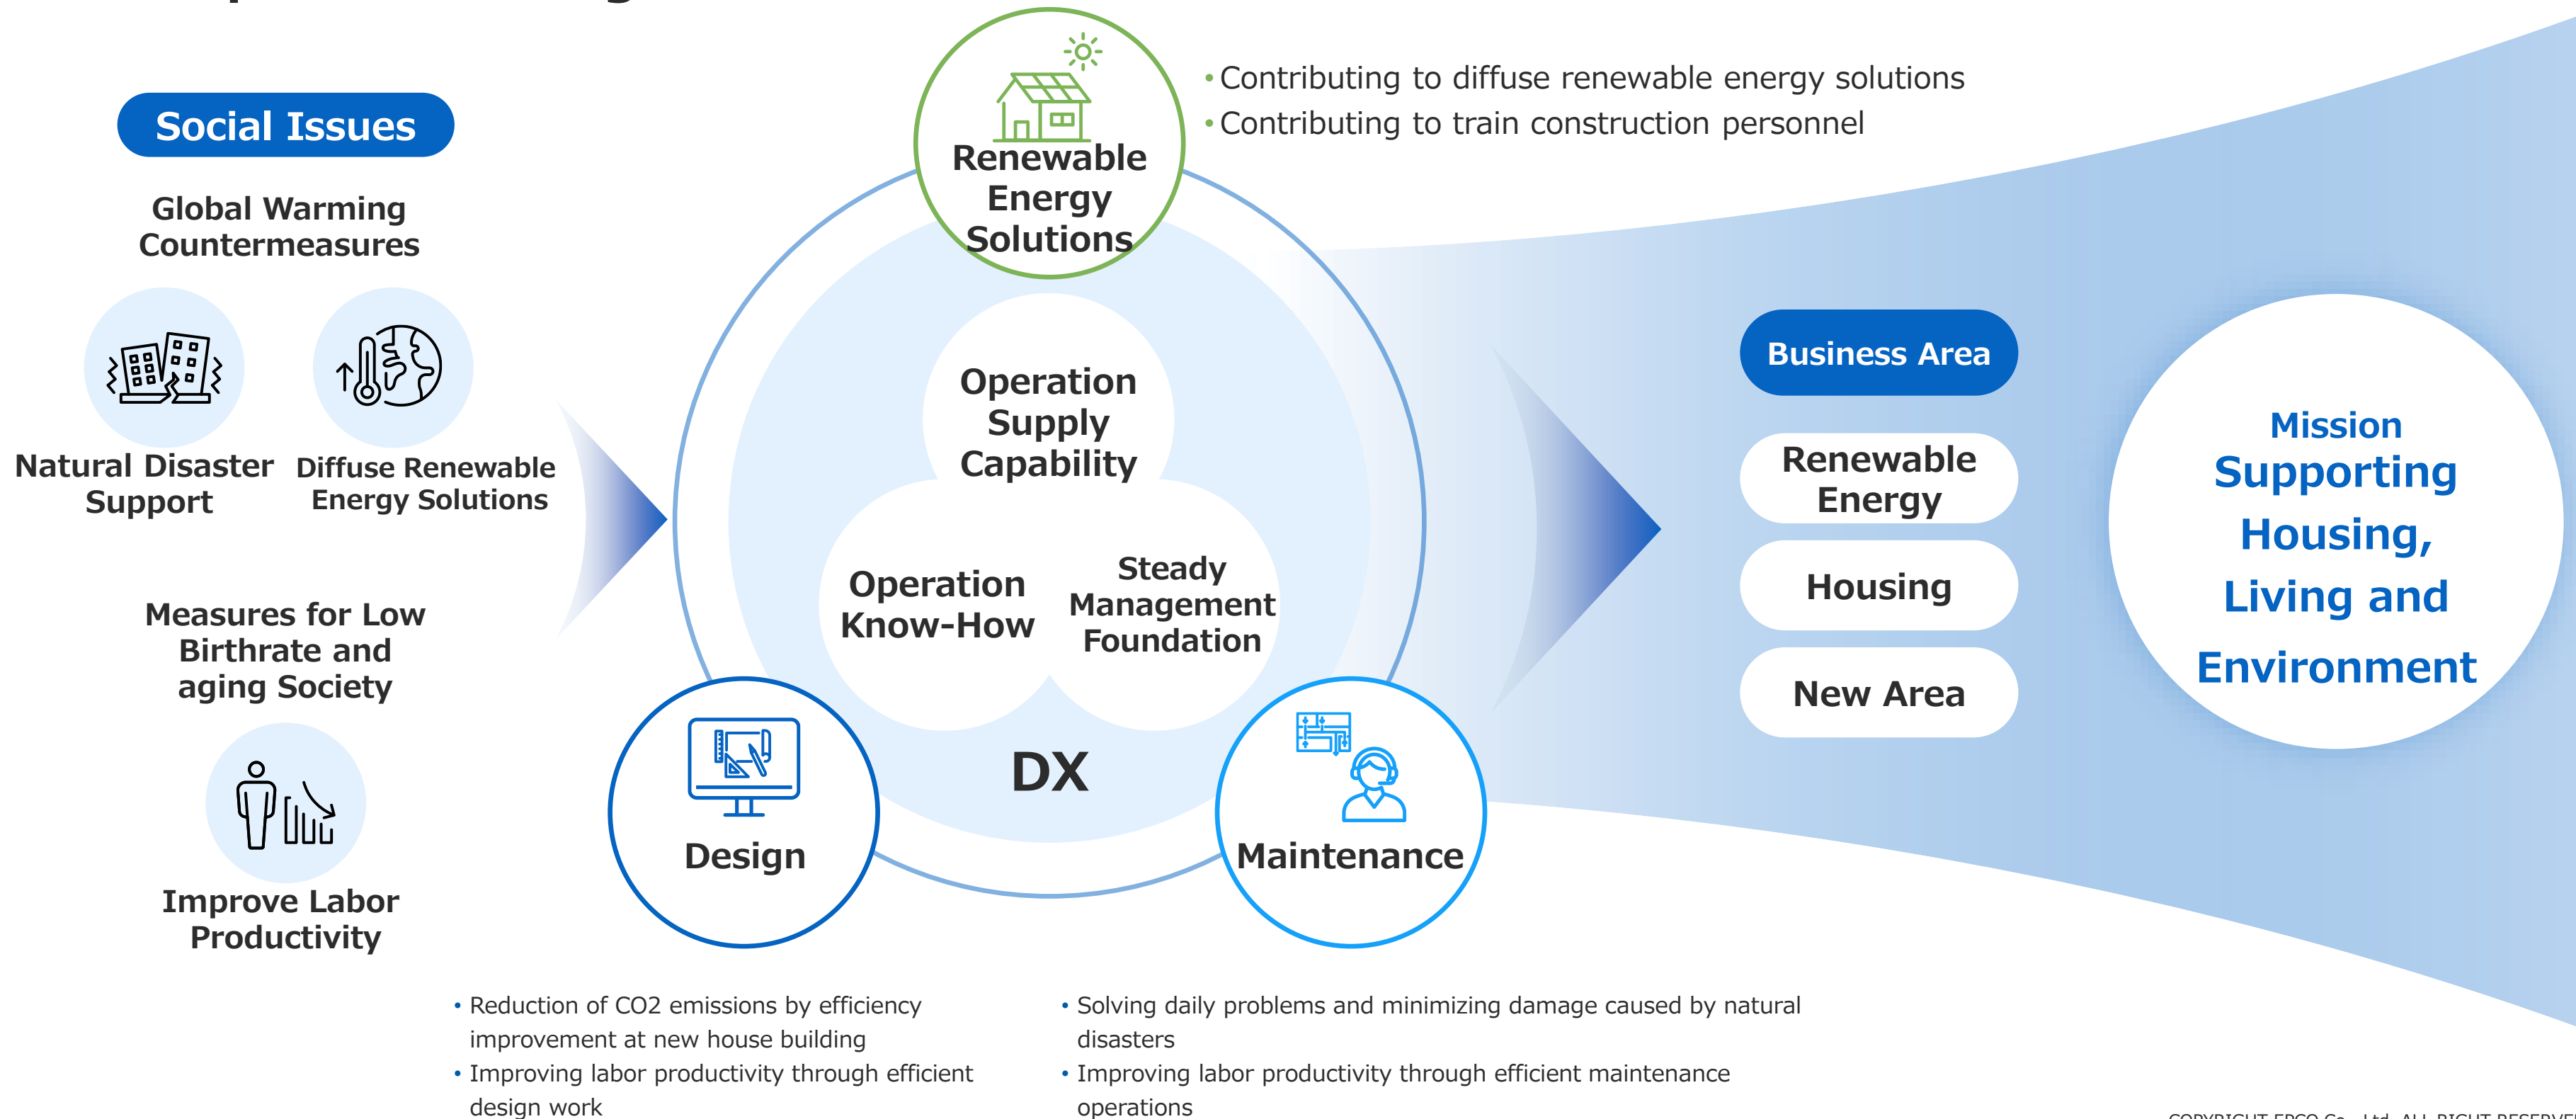 Social Issues
Global Warming
Countermeasures
Natural Disaster
Support
Diffuse Renewable
Energy Solutions
Measures for Low
Birthrate and
aging Society
Improve Labor
Productivity
Renewable
Energy
Solutions
• Contributing to diffuse renewable energy solutions
• Contributing to train construction personnel
Operation
Supply
Capability
Operation
Know-How
Steady
Management
Foundation
DX
Design
Maintenance
• Reduction of CO2 emissions by efficiency
improvement at new house building
• Improving labor productivity through efficient
design work
• Solving daily problems and minimizing damage caused by natural
disasters
• Improving labor productivity through efficient maintenance
operations
Business Area
Renewable
Energy
Housing
New Area
Mission
Supporting
Housing,
Living and
Environment